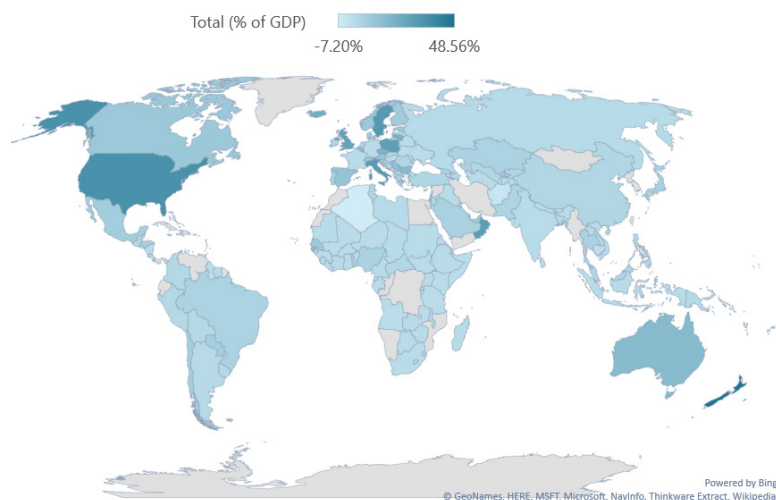 Total (% of GDP)
-7.20% 48.56%
Powered by Bing
© GeoNames, HERE, MSFT, Microsoft, NavInfo, Thinkware Extract, Wikipedia